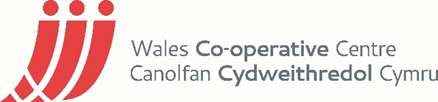 Wales Co-operative Centre
Canolfan Cydweithredol Cymru